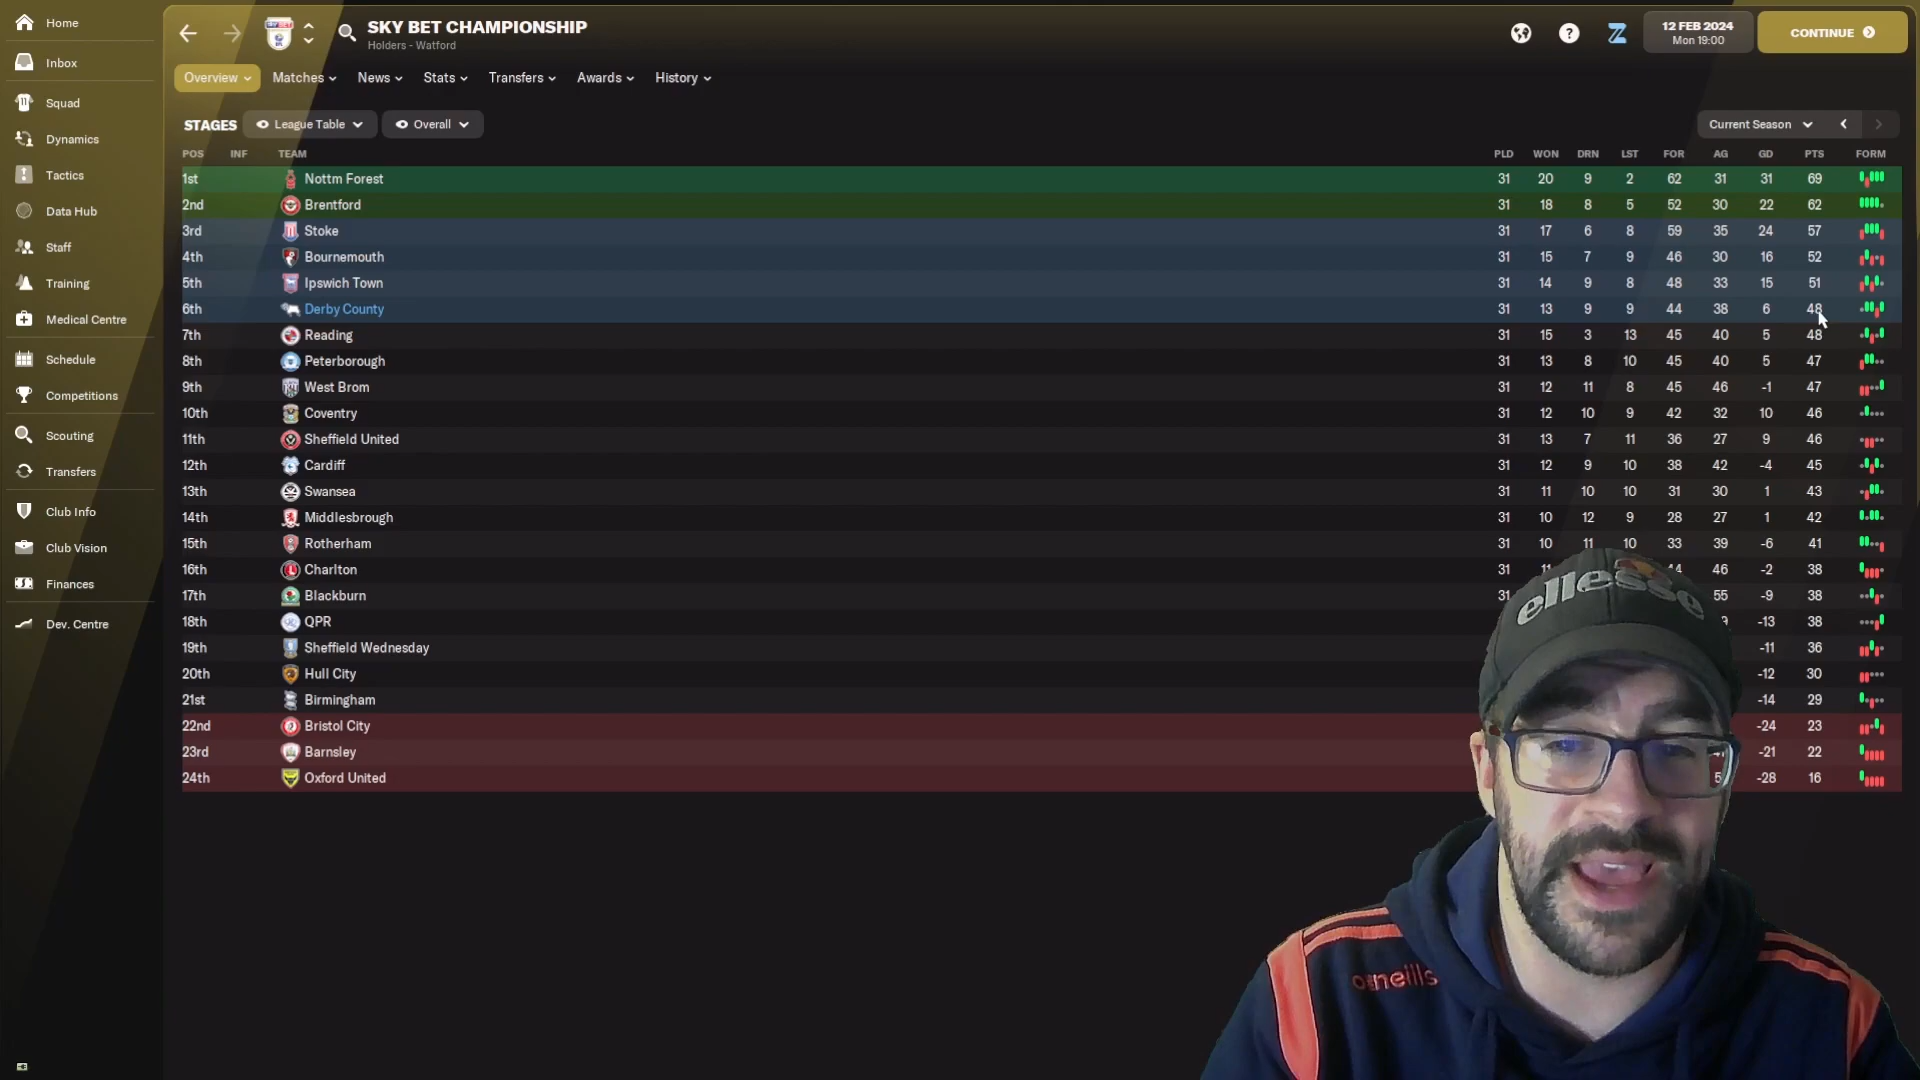 Home
Inbox
Squad
Dynamics
Tactics
Data Hub
Staff
Training
Medical Centre
Schedule
Competitions
Scouting
Transfers
Club Info
Club Vision
Finances
Dev. Centre
SKY BET CHAMPIONSHIP
Holders - Watford
12 FEB 2024
Mon 19:00
CONTINUE
Overview Matches News Stats Transfers Awards History
STAGES League Table Overall Current Season
POS INF TEAM PLD WON DRN LST FOR AG GD PTS FORM
1st Nottm Forest 31 20 9 2 62 31 31 69
2nd Brentford 31 18 8 5 52 30 22 62
3rd Stoke 31 17 6 8 59 35 24 57
4th Bournemouth 31 15 7 9 46 30 16 52
5th Ipswich Town 31 14 9 8 48 33 15 51
6th Derby County 31 13 9 9 44 38 6 48
7th Reading 31 15 3 13 45 40 5 48
8th Peterborough 31 13 8 10 45 40 5 47
9th West Brom 31 12 11 8 45 46 -1 47
10th Coventry 31 12 10 9 42 32 10 46
11th Sheffield United 31 13 7 11 36 27 9 46
12th Cardiff 31 12 9 10 38 42 -4 45
13th Swansea 31 11 10 10 31 30 1 43
14th Middlesbrough 31 10 12 9 28 27 1 42
15th Rotherham 31 10 11 10 33 39 -6 41
16th Charlton 31 46 -2 38
17th Blackburn 31 55 -9 38
18th QPR -13 38
19th Sheffield Wednesday -11 36
20th Hull City -12 30
21st Birmingham -14 29
22nd Bristol City -24 23
23rd Barnsley -21 22
24th Oxford United -28 16
ellesse
o'neills